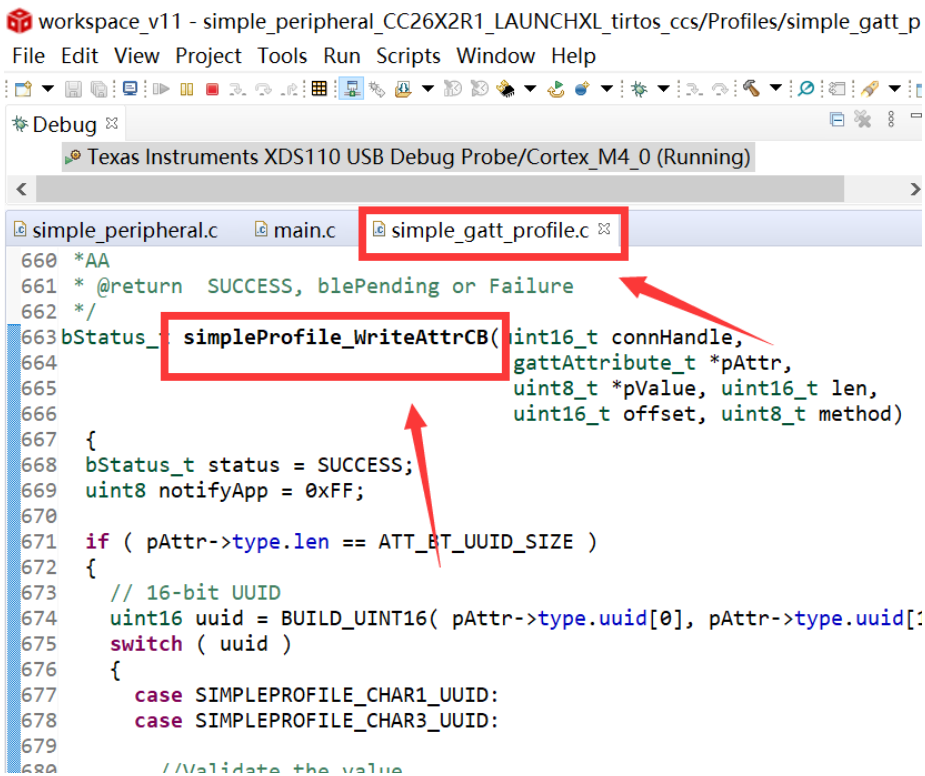 workspace_v11 - simple_peripheral_CC26X2R1_LAUNCHXL_tirtos_ccs/Profiles/simple_gatt_p
File Edit View Project Tools Run Scripts Window Help
Debug
Texas Instruments XDS110 USB Debug Probe/Cortex_M4_0 (Running)
simple_peripheral.c main.c simple_gatt_profile.c
660 *AA
661 * @return SUCCESS, blePending or Failure
662 */
663 bStatus_t simpleProfile_WriteAttrCB(uint16_t connHandle,
664 gattAttribute_t *pAttr,
665 uint8_t *pValue, uint16_t len,
666 uint16_t offset, uint8_t method)
667 {
668 bStatus_t status = SUCCESS;
669 uint8 notifyApp = 0xFF;
670
671 if ( pAttr->type.len == ATT_BT_UUID_SIZE )
672 {
673 // 16-bit UUID
674 uint16 uuid = BUILD_UINT16( pAttr->type.uuid[0], pAttr->type.uuid[1
675 switch ( uuid )
676 {
677 case SIMPLEPROFILE_CHAR1_UUID:
678 case SIMPLEPROFILE_CHAR3_UUID:
679
680 //Validate the value